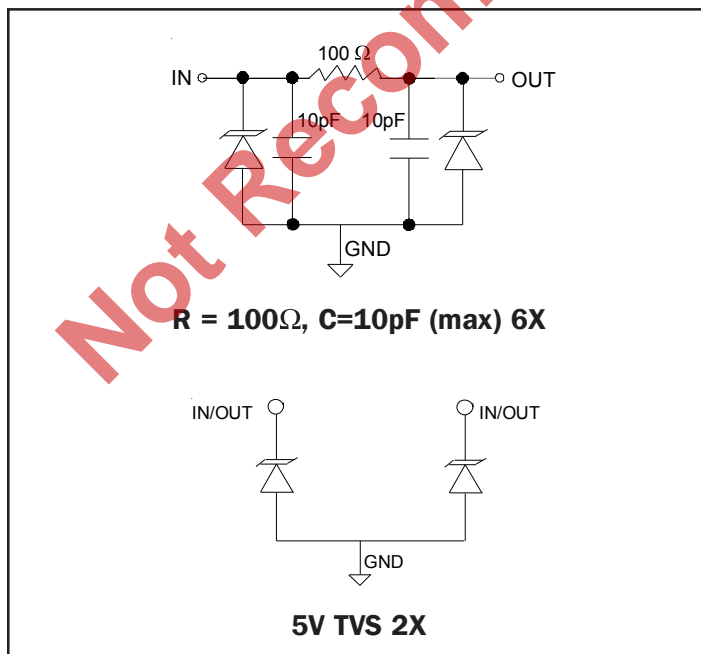 100 Ω
IN
OUT
10pF 10pF
GND
R = 100Ω, C=10pF (max) 6X
IN/OUT IN/OUT
GND
5V TVS 2X
Not Recom